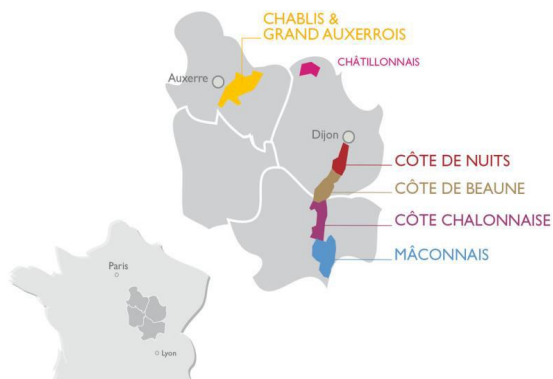 CHABLIS &
GRAND AUXERROIS
CHÂTILLONNAIS
Auxerre
Dijon
CÔTE DE NUITS
CÔTE DE BEAUNE
CÔTE CHALONNAISE
MÂCONNAIS
Paris
Lyon